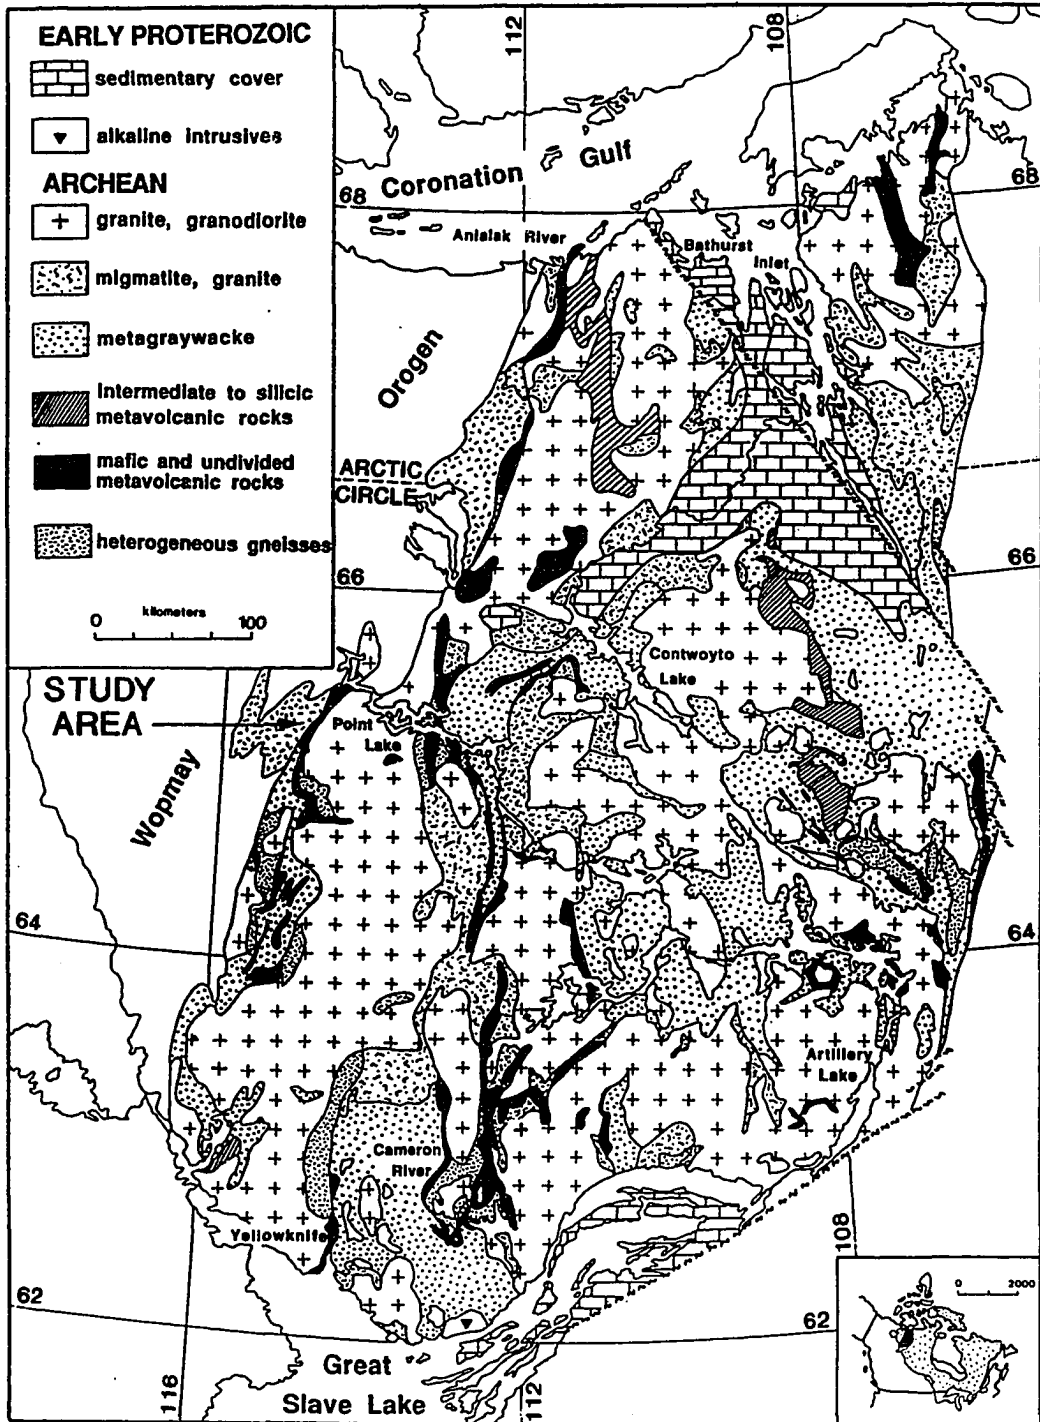 EARLY PROTEROZOIC
sedimentary cover
alkaline intrusives
ARCHEAN
granite, granodiorite
migmatite, granite
metagraywacke
Intermediate to silicic
metavolcanic rocks
mafic and undivided
metavolcanic rocks
heterogeneous gneisses
0 kilometers 100
112
108
68
68
Coronation Gulf
Anialak River
Bathurst
Inlet
Orogen
ARCTIC
CIRCLE
66
66
Contwoyto
Lake
STUDY
AREA
Point
Lake
Wopmay
64
64
Artillery
Lake
Cameron
River
Yellowknife
108
62
62
0 2000
Great
Slave Lake
116
112